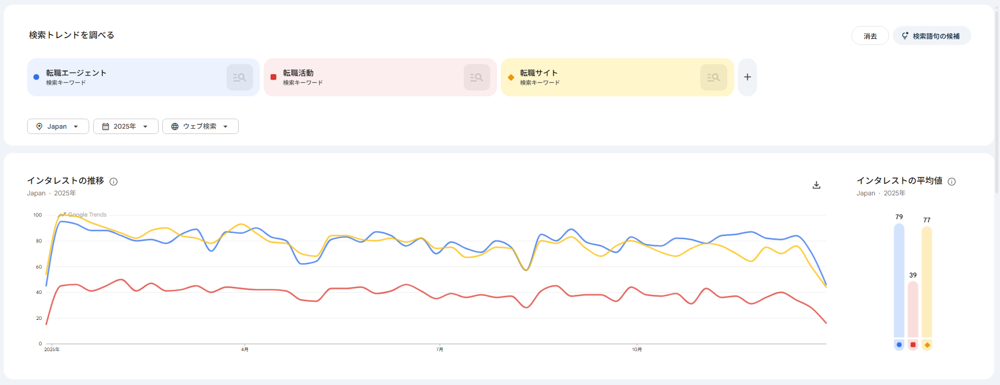 検索トレンドを調べる
消去
検索語句の候補
転職エージェント
検索キーワード
転職活動
検索キーワード
転職サイト
検索キーワード
+
Japan
2025年
ウェブ検索
インタレストの推移
Japan · 2025年
Google Trends
100
80
60
40
20
0
2025年
4月
7月
10月
インタレストの平均値
Japan · 2025年
79
39
77